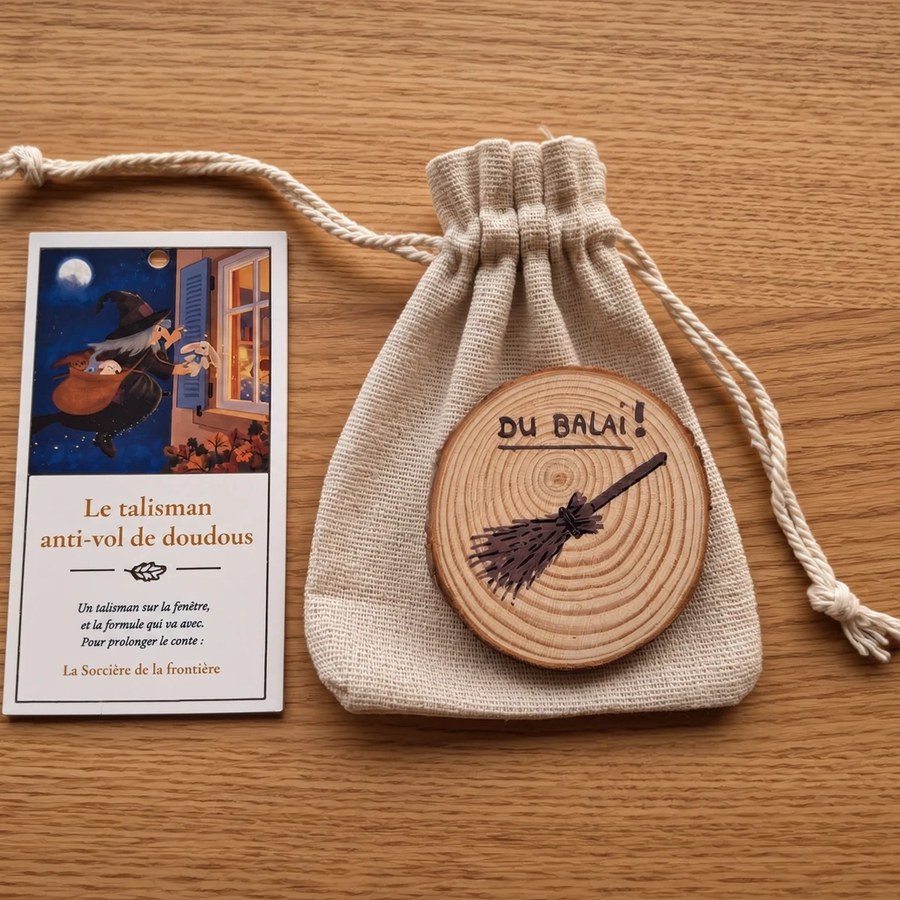 Le talisman
anti-vol de doudous
Un talisman sur la fenêtre,
et la formule qui va avec.
Pour prolonger le conte :
La Sorcière de la frontière
DU BALAi !